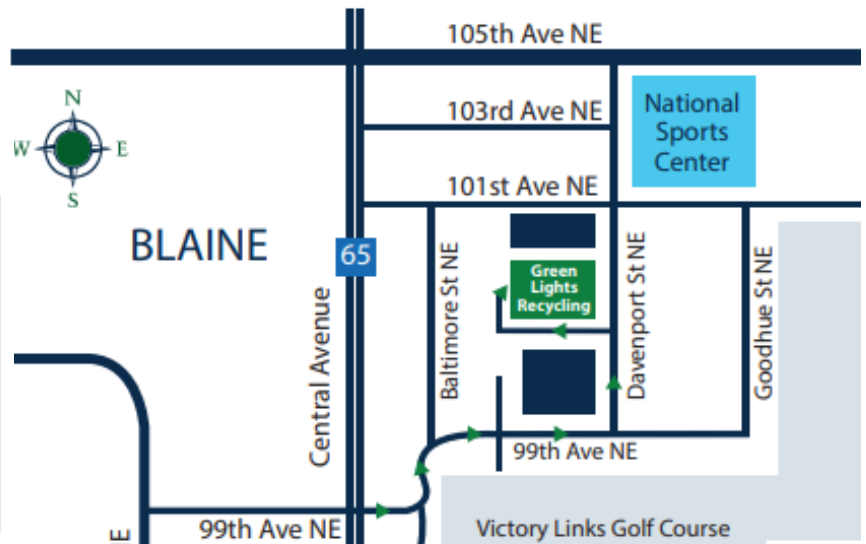 105th Ave NE
N
W
E
S
103rd Ave NE
National
Sports
Center
101st Ave NE
BLAINE
65
Green
Lights
Recycling
Central Avenue
Baltimore St NE
Davenport St NE
Goodhue St NE
99th Ave NE
99th Ave NE
Victory Links Golf Course
E